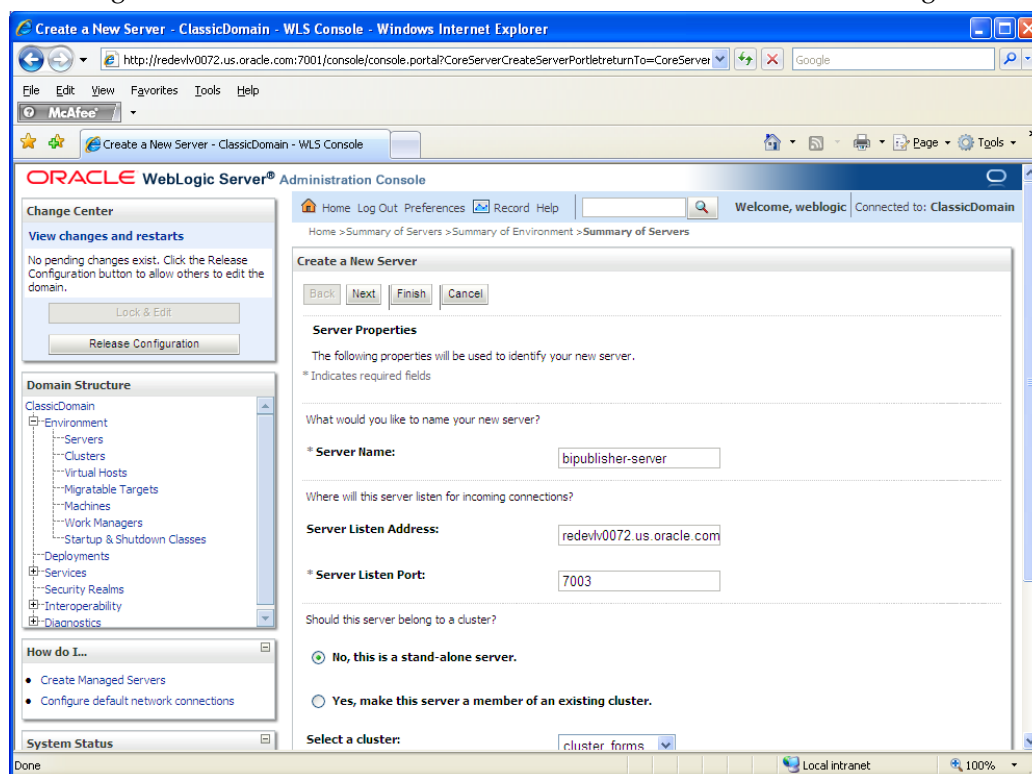 Create a New Server - ClassicDomain - WLS Console - Windows Internet Explorer
http://redevlv0072.us.oracle.com:7001/console/console.portal?CoreServerCreateServerPortletreturnTo=CoreServer
Google
File Edit View Favorites Tools Help
McAfee
Create a New Server - ClassicDomain - WLS Console
Page Tools
ORACLE WebLogic Server® Administration Console
Change Center
View changes and restarts
No pending changes exist. Click the Release
Configuration button to allow others to edit the
domain.
Lock & Edit
Release Configuration
Domain Structure
ClassicDomain
Environment
Servers
Clusters
Virtual Hosts
Migratable Targets
Machines
Work Managers
Startup & Shutdown Classes
Deployments
Services
Security Realms
Interoperability
Diagnostics
How do I...
Create Managed Servers
Configure default network connections
System Status
Home Log Out Preferences Record Help
Welcome, weblogic Connected to: ClassicDomain
Home >Summary of Servers >Summary of Environment >Summary of Servers
Create a New Server
Back Next Finish Cancel
Server Properties
The following properties will be used to identify your new server.
* Indicates required fields
What would you like to name your new server?
* Server Name: bipublisher-server
Where will this server listen for incoming connections?
Server Listen Address: redevlv0072.us.oracle.com
* Server Listen Port: 7003
Should this server belong to a cluster?
No, this is a stand-alone server.
Yes, make this server a member of an existing cluster.
Select a cluster: cluster_forms
Done
Local intranet
100%